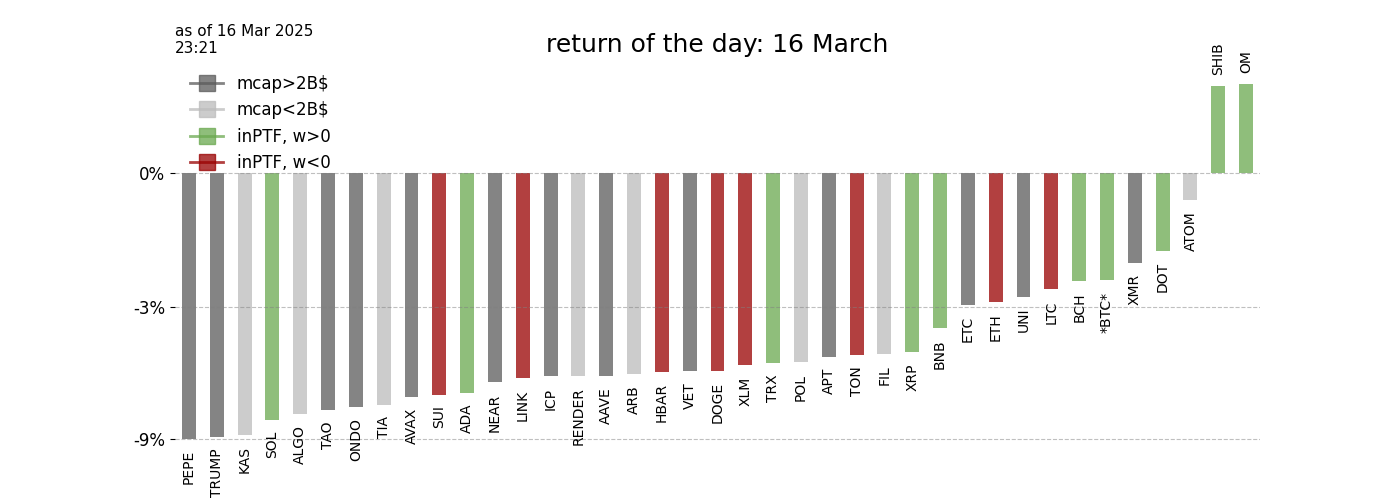 as of 16 Mar 2025
23:21
return of the day: 16 March
mcap>2B$
mcap<2B$
inPTF, w>0
inPTF, w<0
0%
-3%
-9%
PEPE
TRUMP
KAS
SOL
ALGO
TAO
ONDO
TIA
AVAX
SUI
ADA
NEAR
LINK
ICP
RENDER
AAVE
ARB
HBAR
VET
DOGE
XLM
TRX
POL
APT
TON
FIL
XRP
BNB
ETC
ETH
UNI
LTC
BCH
*BTC*
XMR
DOT
ATOM
SHIB
OM